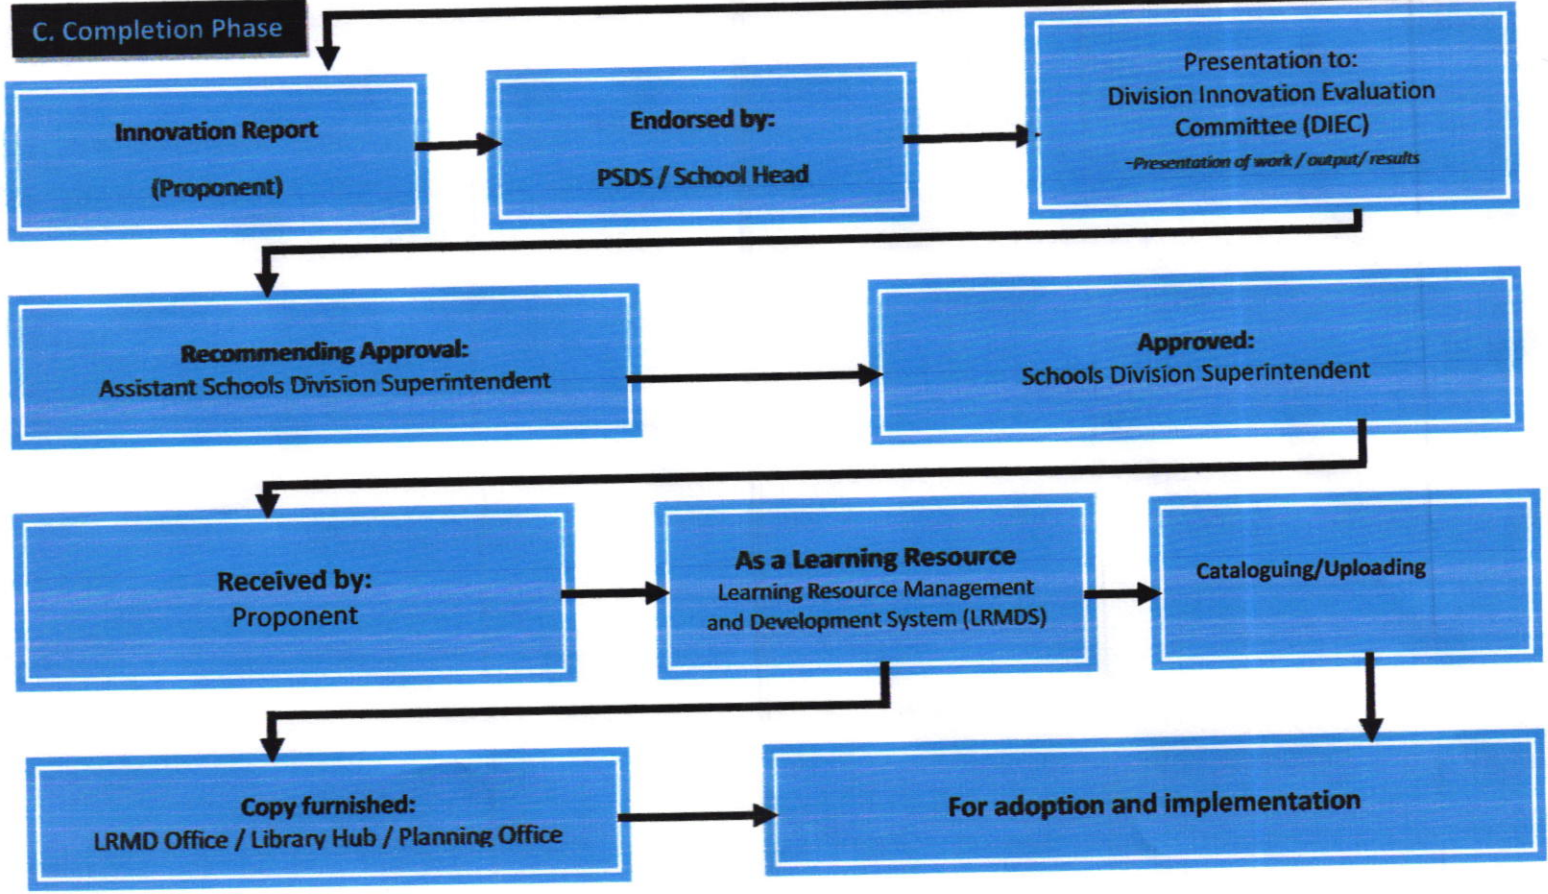 C. Completion Phase
Innovation Report
(Proponent)
Endorsed by:
PSDS / School Head
Presentation to:
Division Innovation Evaluation
Committee (DIEC)
-Presentation of work / output/ results
Recommending Approval:
Assistant Schools Division Superintendent
Approved:
Schools Division Superintendent
Received by:
Proponent
As a Learning Resource
Learning Resource Management
and Development System (LRMDS)
Cataloguing/Uploading
Copy furnished:
LRMD Office / Library Hub / Planning Office
For adoption and implementation